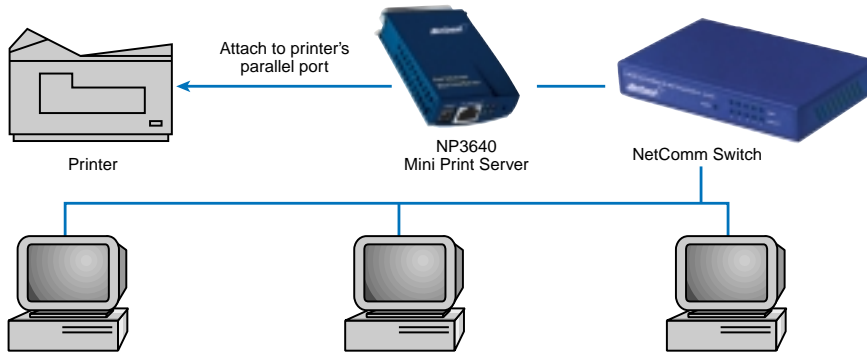 Attach to printer's
parallel port
Printer
NP3640
Mini Print Server
NetComm Switch